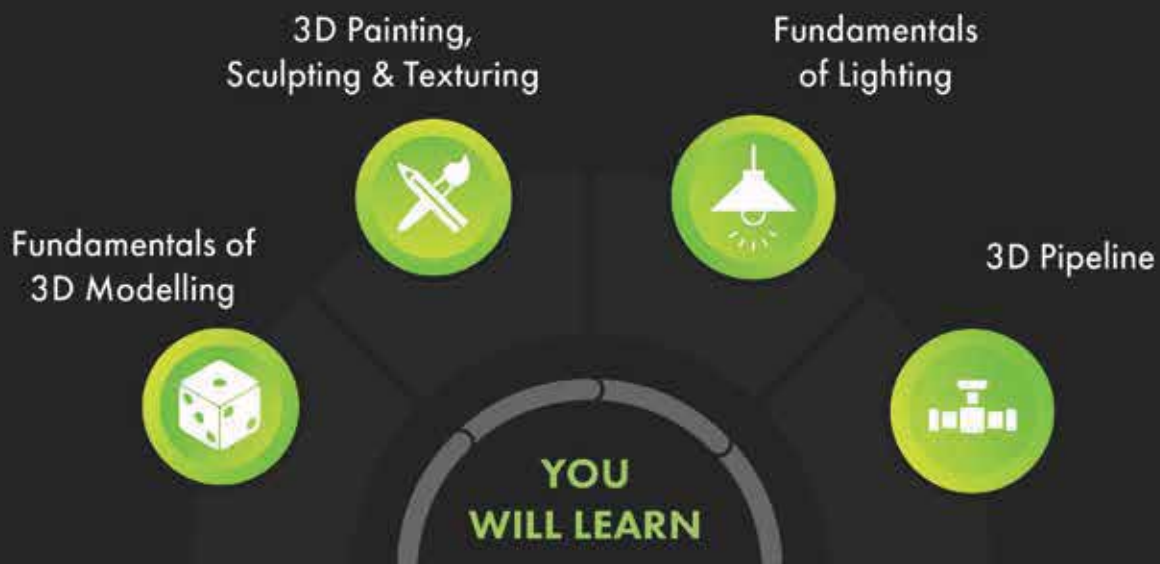 3D Painting,
Sculpting & Texturing
Fundamentals
of Lighting
Fundamentals of
3D Modelling
3D Pipeline
YOU
WILL LEARN